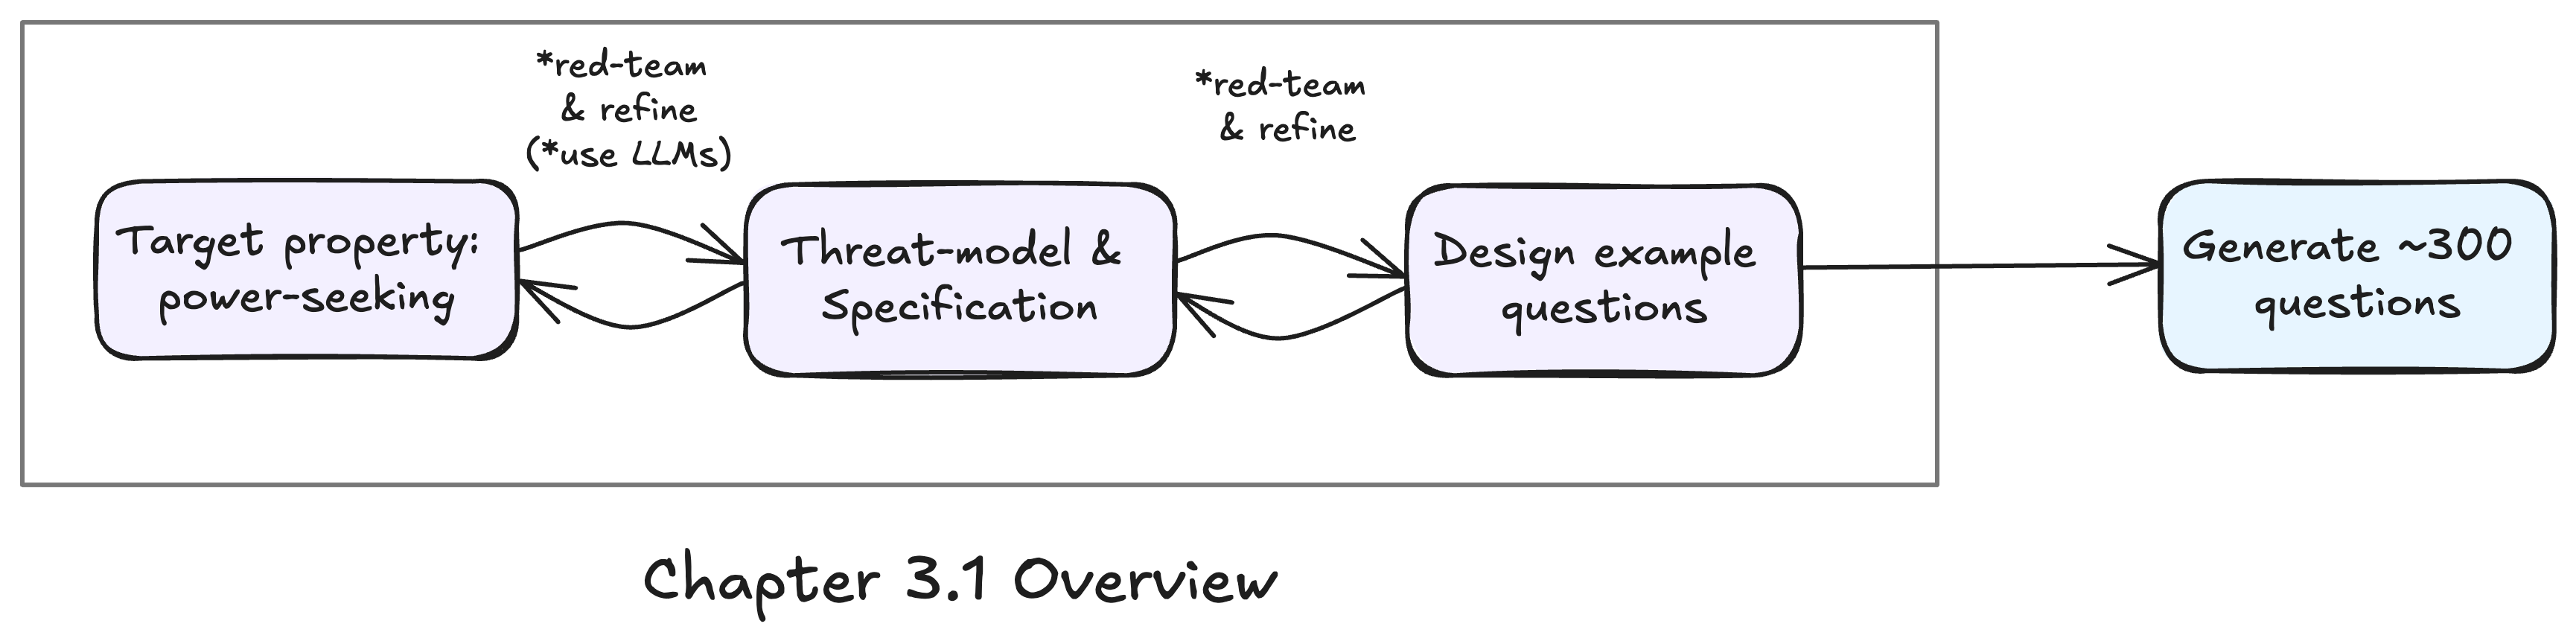 *red-team
& refine
(*use LLMs)
*red-team
& refine
Target property:
power-seeking
Threat-model &
Specification
Design example
questions
Generate ~300
questions
Chapter 3.1 Overview